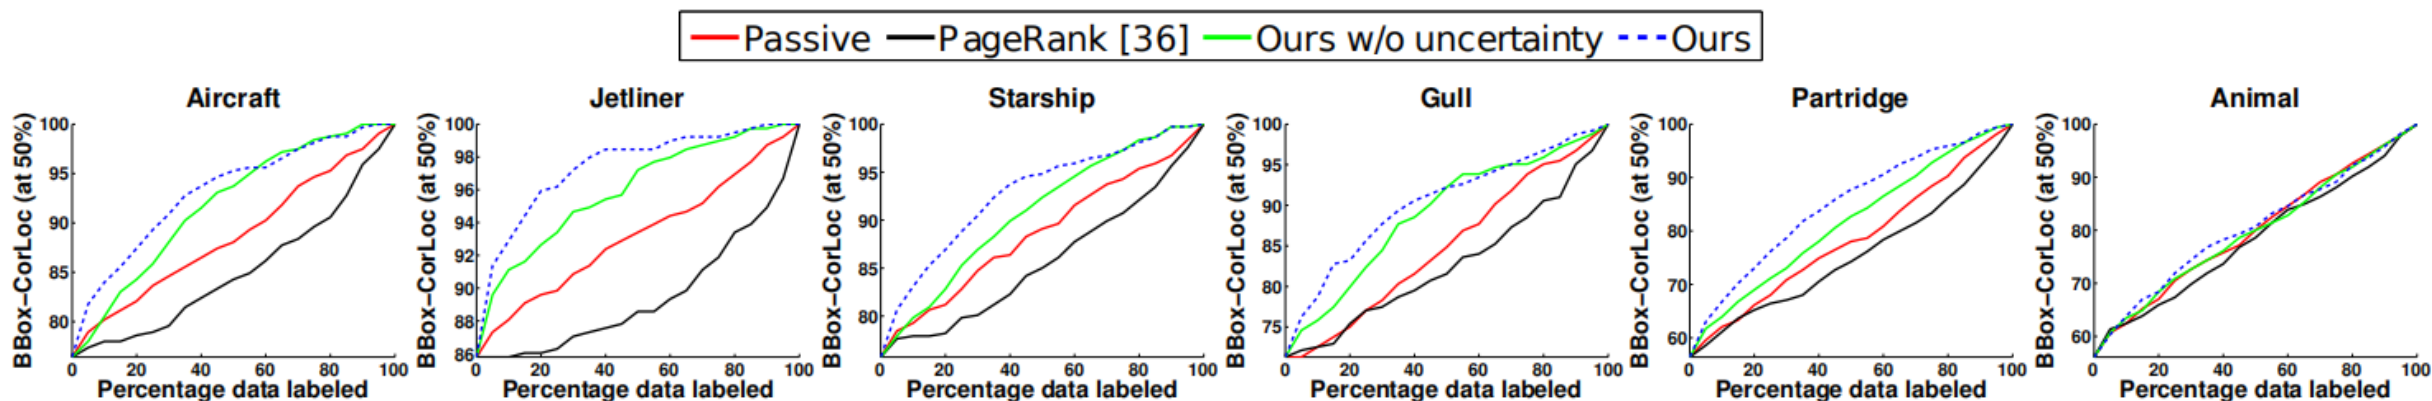 Passive PageRank [36] Ours w/o uncertainty Ours
Aircraft
BBox-CorLoc (at 50%)
100
95
90
85
80
0 20 40 60 80 100
Percentage data labeled
Jetliner
BBox-CorLoc (at 50%)
100
98
96
94
92
90
88
86
0 20 40 60 80 100
Percentage data labeled
Starship
BBox-CorLoc (at 50%)
100
95
90
85
80
0 20 40 60 80 100
Percentage data labeled
Gull
BBox-CorLoc (at 50%)
100
95
90
85
80
75
0 20 40 60 80 100
Percentage data labeled
Partridge
BBox-CorLoc (at 50%)
100
90
80
70
60
0 20 40 60 80 100
Percentage data labeled
Animal
BBox-CorLoc (at 50%)
100
90
80
70
60
0 20 40 60 80 100
Percentage data labeled